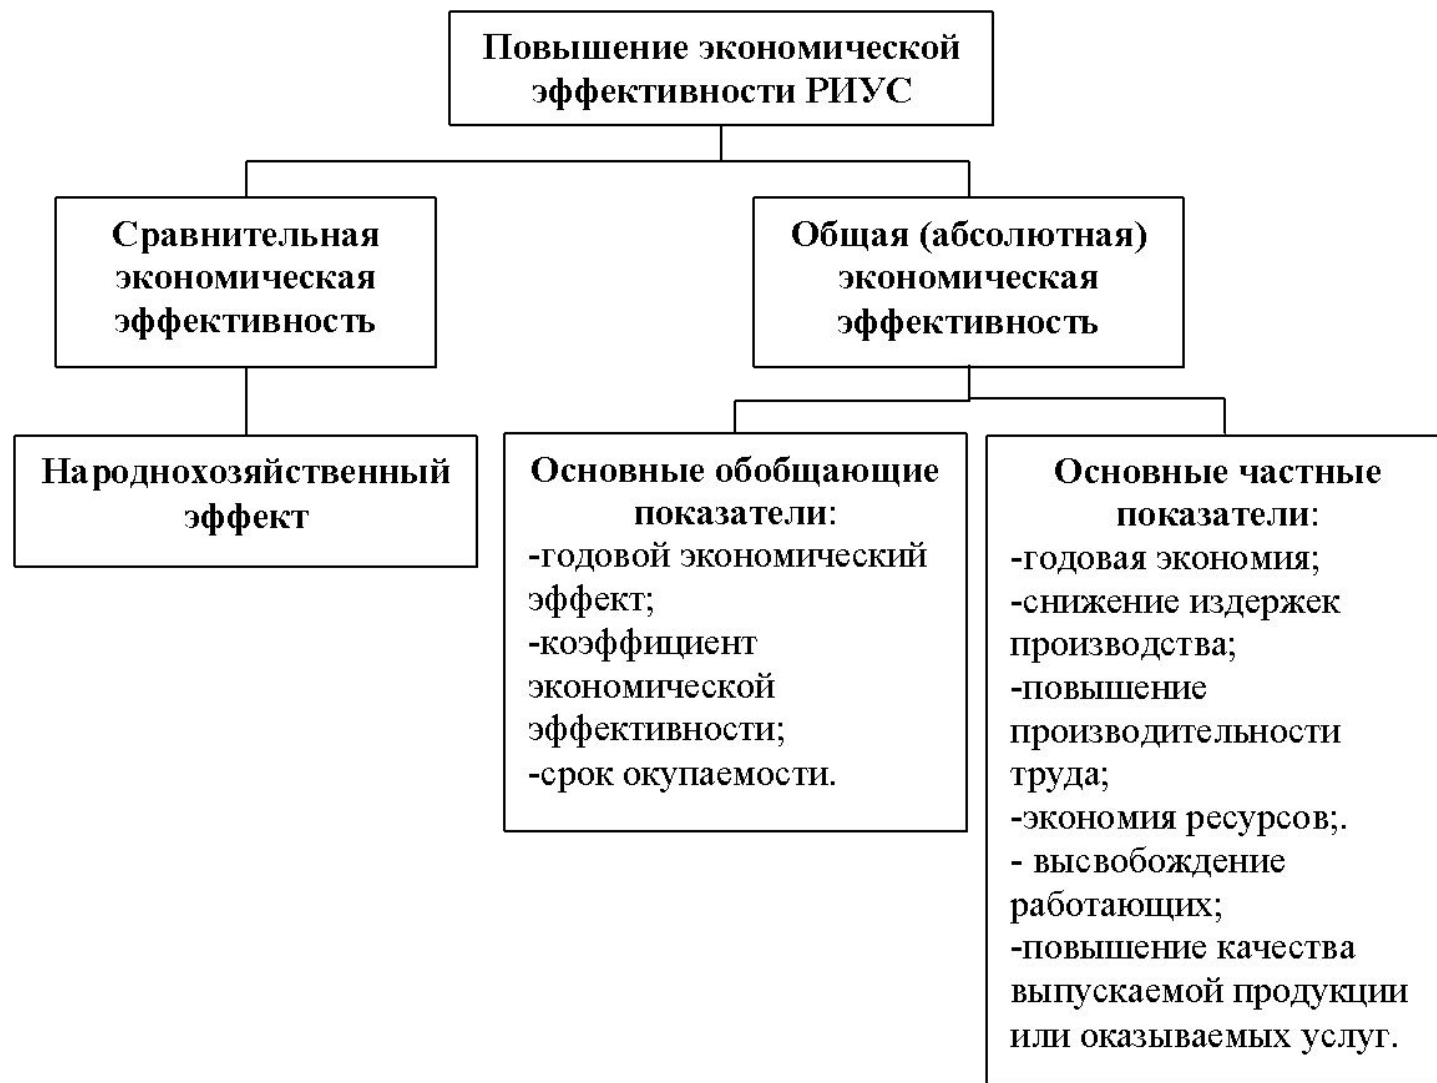 Повышение экономической
эффективности РИУС
Сравнительная
экономическая
эффективность
Общая (абсолютная)
экономическая
эффективность
Народнохозяйственный
эффект
Основные обобщающие
показатели:
-годовой экономический
эффект;
-коэффициент
экономической
эффективности;
-срок окупаемости.
Основные частные
показатели:
-годовая экономия;
-снижение издержек
производства;
-повышение
производительности
труда;
-экономия ресурсов;.
- высвобождение
работающих;
-повышение качества
выпускаемой продукции
или оказываемых услуг.